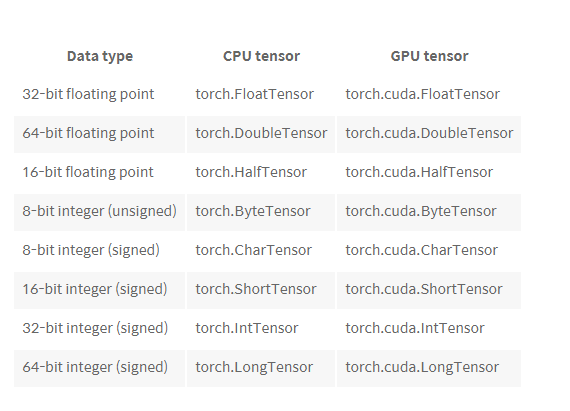 Data type CPU tensor GPU tensor
32-bit floating point torch.FloatTensor torch.cuda.FloatTensor
64-bit floating point torch.DoubleTensor torch.cuda.DoubleTensor
16-bit floating point torch.HalfTensor torch.cuda.HalfTensor
8-bit integer (unsigned) torch.ByteTensor torch.cuda.ByteTensor
8-bit integer (signed) torch.CharTensor torch.cuda.CharTensor
16-bit integer (signed) torch.ShortTensor torch.cuda.ShortTensor
32-bit integer (signed) torch.IntTensor torch.cuda.IntTensor
64-bit integer (signed) torch.LongTensor torch.cuda.LongTensor